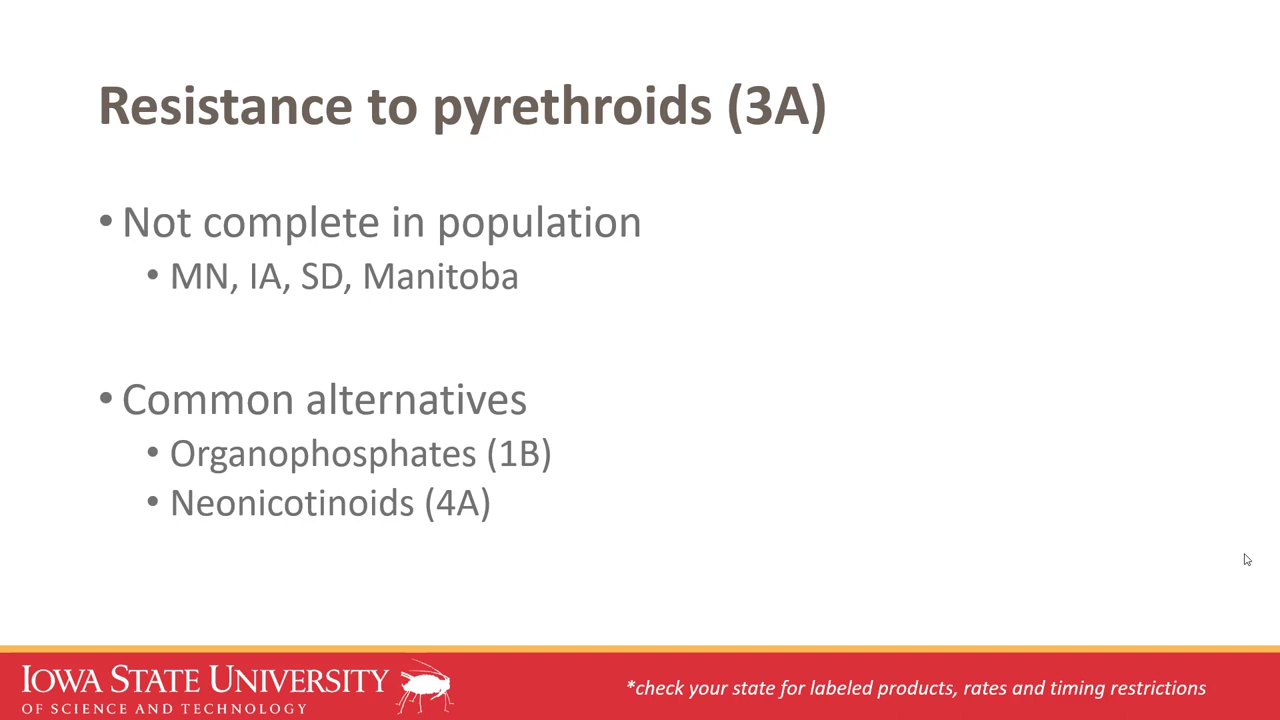 Resistance to pyrethroids (3A)
• Not complete in population
• MN, IA, SD, Manitoba
• Common alternatives
• Organophosphates (1B)
• Neonicotinoids (4A)
IOWA STATE UNIVERSITY
OF SCIENCE AND TECHNOLOGY
*check your state for labeled products, rates and timing restrictions